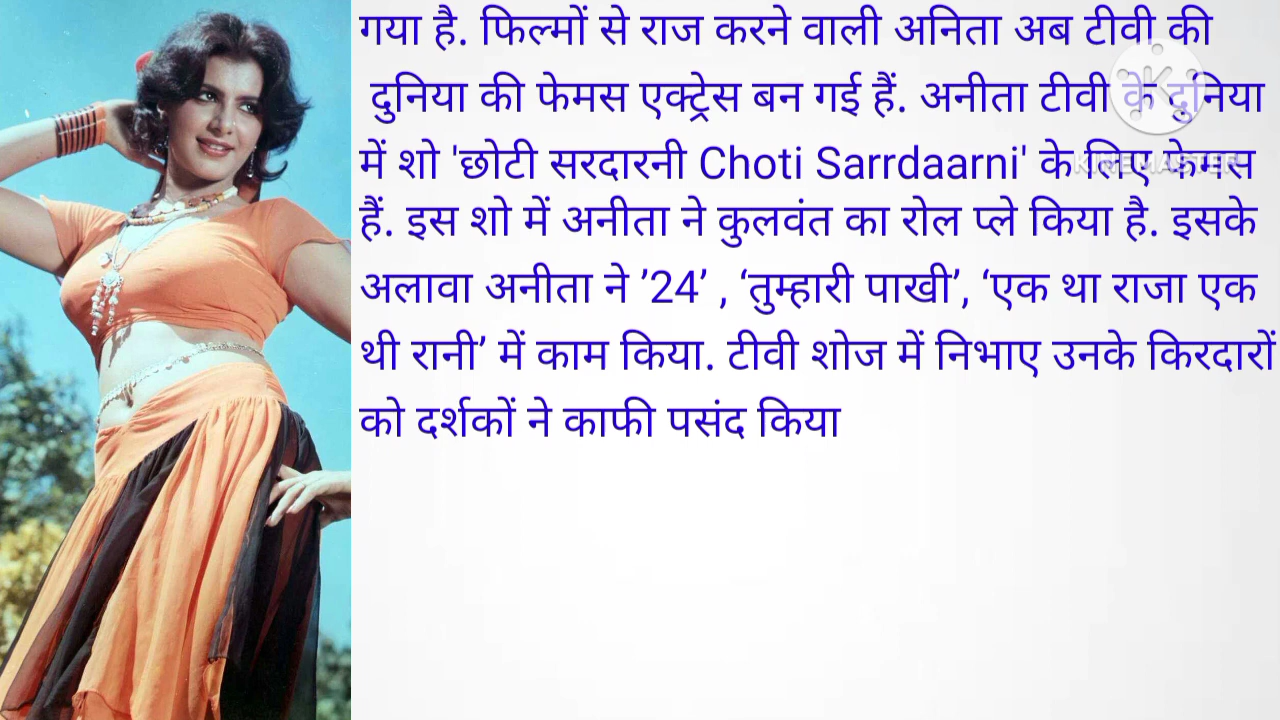 गया है. फिल्मों से राज करने वाली अनिता अब टीवी की
दुनिया की फेमस एक्ट्रेस बन गई हैं. अनीता टीवी के दुनिया
में शो 'छोटी सरदारनी Choti Sarrdaarni' के लिए फेमस
हैं. इस शो में अनीता ने कुलवंत का रोल प्ले किया है. इसके
अलावा अनीता ने ’24’ , ‘तुम्हारी पाखी’, ‘एक था राजा एक
थी रानी’ में काम किया. टीवी शोज में निभाए उनके किरदारों
को दर्शकों ने काफी पसंद किया
K
KINEMASTER